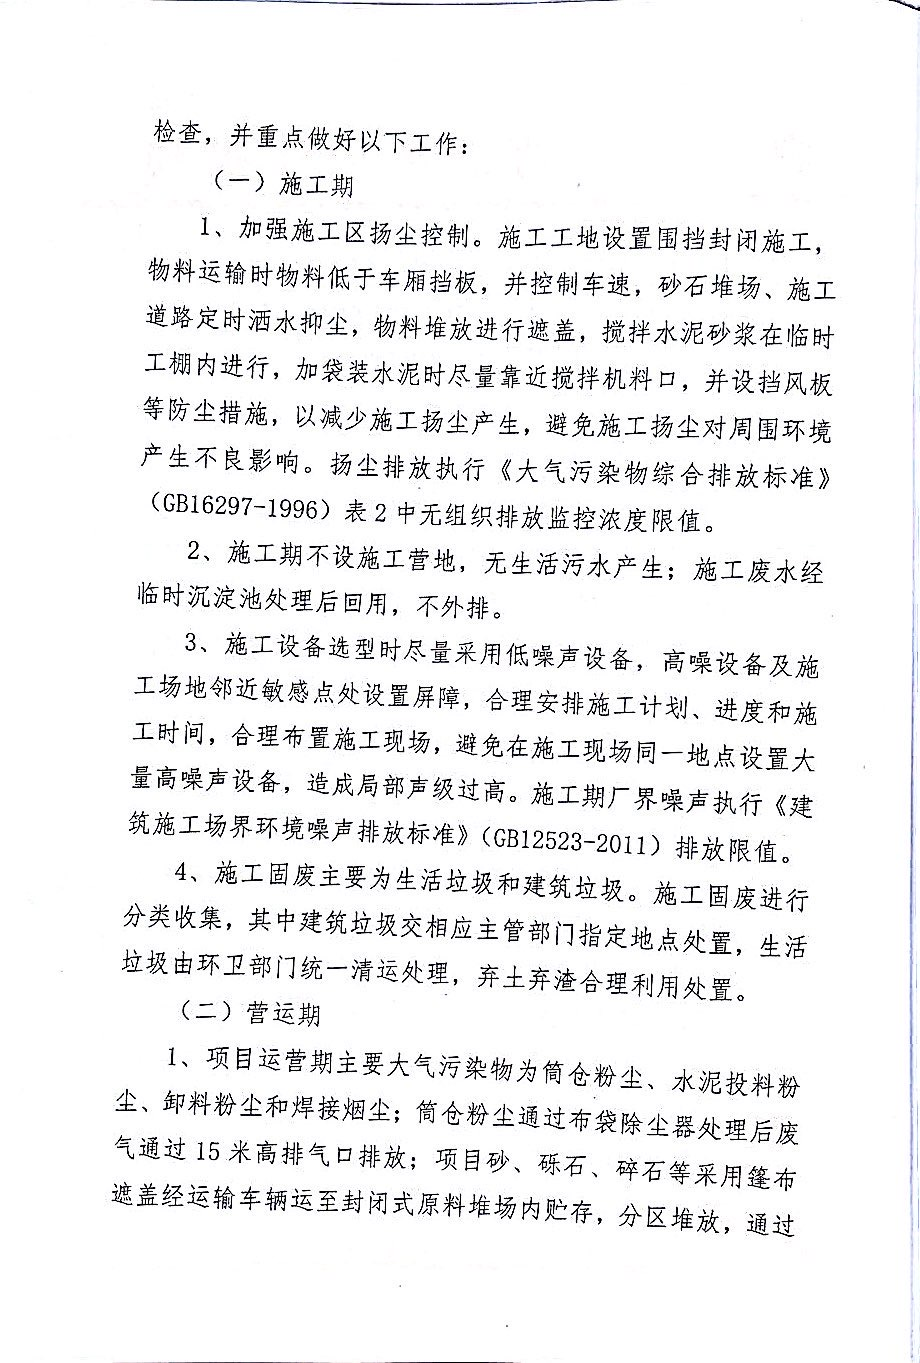 检查，并重点做好以下工作：
（一）施工期
1、加强施工区扬尘控制。施工工地设置围挡封闭施工，
物料运输时物料低于车厢挡板，并控制车速，砂石堆场、施工
道路定时洒水抑尘，物料堆放进行遮盖，搅拌水泥砂浆在临时
工棚内进行，加袋装水泥时尽量靠近搅拌机料口，并设挡风板
等防尘措施，以减少施工扬尘产生，避免施工扬尘对周围环境
产生不良影响。扬尘排放执行《大气污染物综合排放标准》
（GB16297-1996）表2中无组织排放监控浓度限值。
2、施工期不设施工营地，无生活污水产生；施工废水经
临时沉淀池处理后回用，不外排。
3、施工设备选型时尽量采用低噪声设备，高噪设备及施
工场地邻近敏感点处设置屏障，合理安排施工计划、进度和施
工时间，合理布置施工现场，避免在施工现场同一地点设置大
量高噪声设备，造成局部声级过高。施工期厂界噪声执行《建
筑施工场界环境噪声排放标准》（GB12523-2011）排放限值。
4、施工固废主要为生活垃圾和建筑垃圾。施工固废进行
分类收集，其中建筑垃圾交相应主管部门指定地点处置，生活
垃圾由环卫部门统一清运处理，弃土弃渣合理利用处置。
（二）营运期
1、项目运营期主要大气污染物为筒仓粉尘、水泥投料粉
尘、卸料粉尘和焊接烟尘；筒仓粉尘通过布袋除尘器处理后废
气通过15米高排气口排放；项目砂、砾石、碎石等采用篷布
遮盖经运输车辆运至封闭式原料堆场内贮存，分区堆放，通过